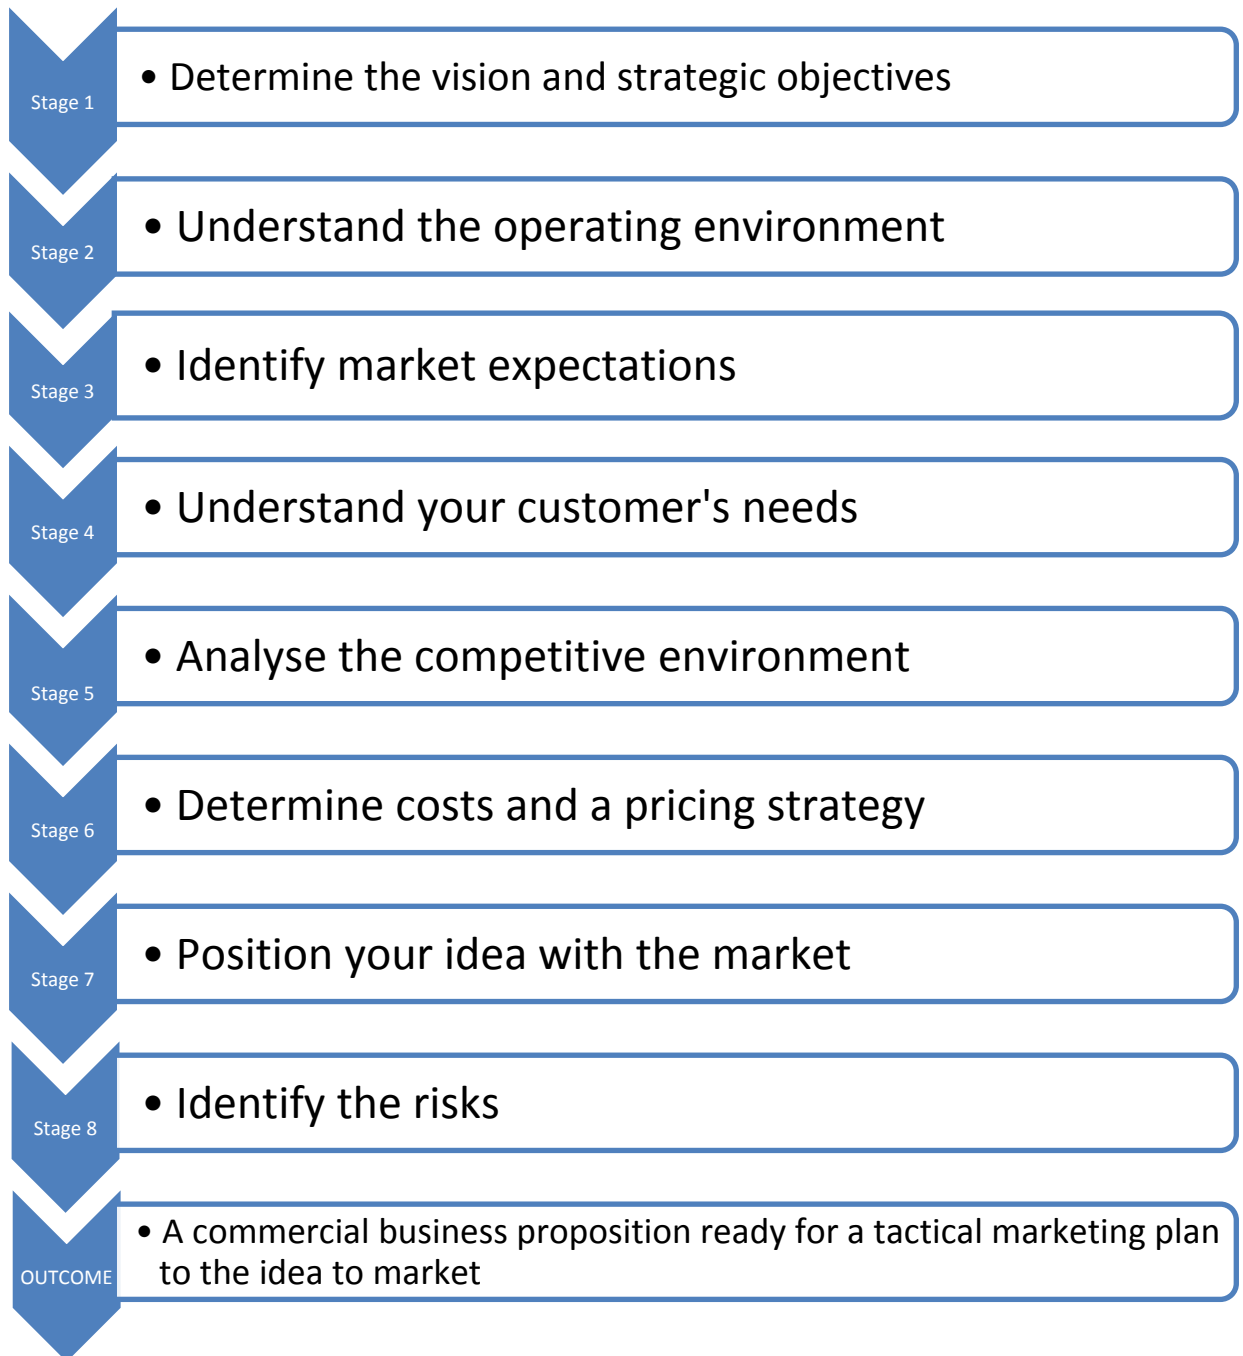 Stage 1
• Determine the vision and strategic objectives
Stage 2
• Understand the operating environment
Stage 3
• Identify market expectations
Stage 4
• Understand your customer's needs
Stage 5
• Analyse the competitive environment
Stage 6
• Determine costs and a pricing strategy
Stage 7
• Position your idea with the market
Stage 8
• Identify the risks
OUTCOME
• A commercial business proposition ready for a tactical marketing plan
to the idea to market